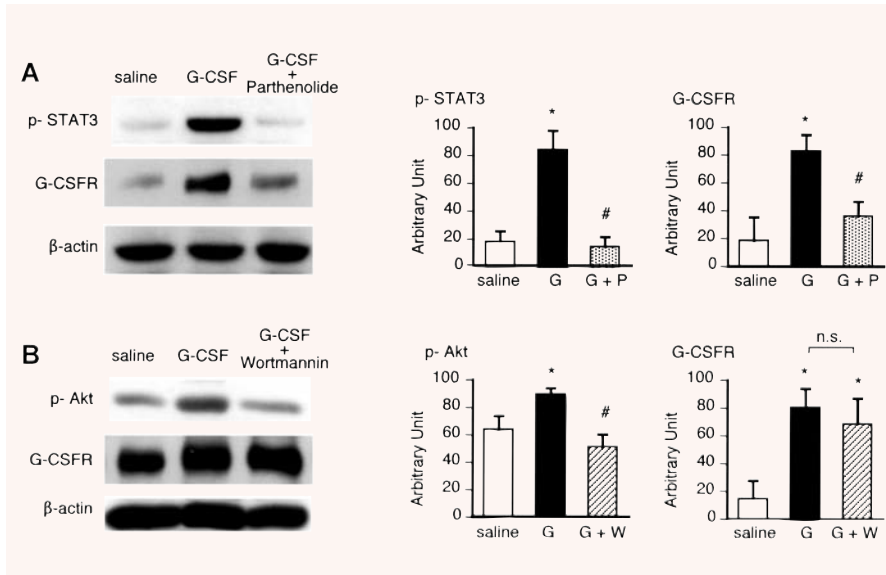 A
saline
G-CSF
G-CSF
+
Parthenolide
p- STAT3
G-CSFR
β-actin
p- STAT3
Arbitrary Unit
100
80
60
40
20
0
*
#
saline
G
G + P
G-CSFR
Arbitrary Unit
100
80
60
40
20
0
*
#
saline
G
G + P
B
saline
G-CSF
G-CSF
+
Wortmannin
p- Akt
G-CSFR
β-actin
p- Akt
Arbitrary Unit
100
80
60
40
20
0
*
#
saline
G
G + W
G-CSFR
n.s.
Arbitrary Unit
100
80
60
40
20
0
*
*
saline
G
G + W